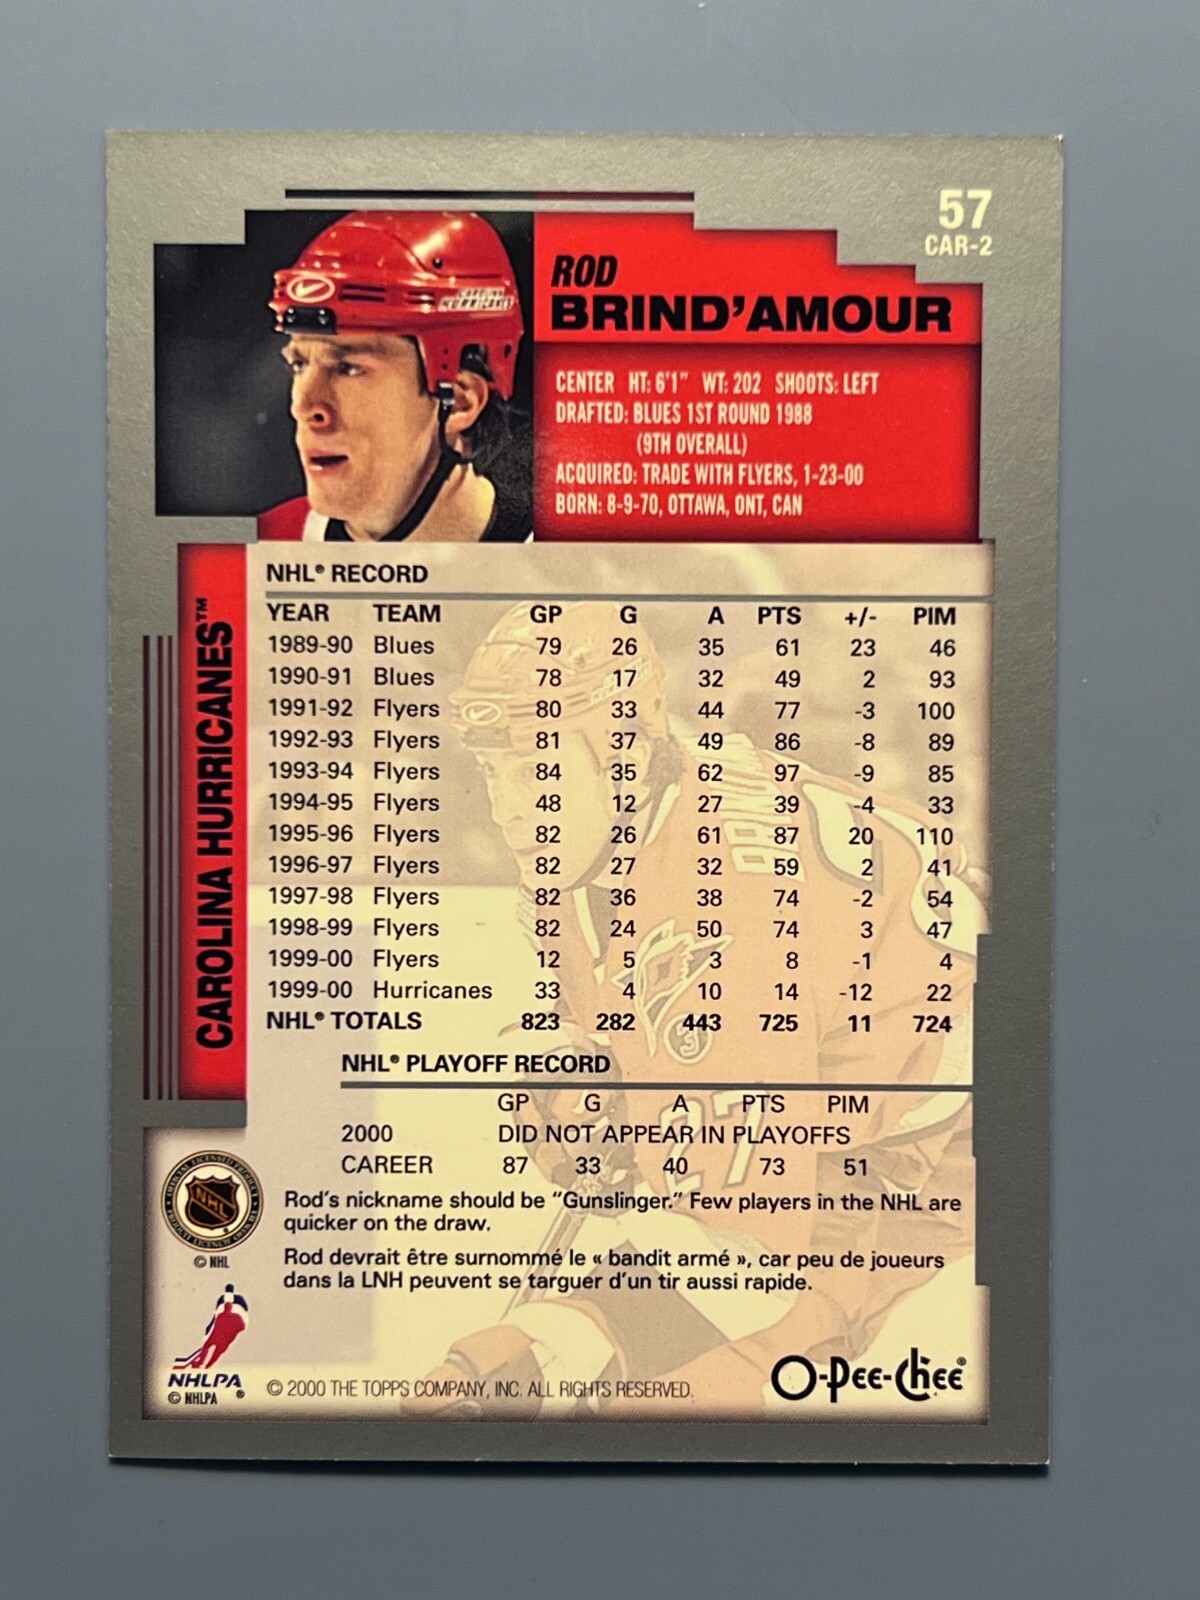 57
CAR-2
ROD
BRIND'AMOUR
CENTER HT: 6'1" WT: 202 SHOOTS: LEFT
DRAFTED: BLUES 1ST ROUND 1988
(9TH OVERALL)
ACQUIRED: TRADE WITH FLYERS, 1-23-00
BORN: 8-9-70, OTTAWA, ONT, CAN
CAROLINA HURRICANES™
NHL® RECORD
YEAR TEAM GP G A PTS +/- PIM
1989-90 Blues 79 26 35 61 23 46
1990-91 Blues 78 17 32 49 2 93
1991-92 Flyers 80 33 44 77 -3 100
1992-93 Flyers 81 37 49 86 -8 89
1993-94 Flyers 84 35 62 97 -9 85
1994-95 Flyers 48 12 27 39 -4 33
1995-96 Flyers 82 26 61 87 20 110
1996-97 Flyers 82 27 32 59 2 41
1997-98 Flyers 82 36 38 74 -2 54
1998-99 Flyers 82 24 50 74 3 47
1999-00 Flyers 12 5 3 8 -1 4
1999-00 Hurricanes 33 4 10 14 -12 22
NHL® TOTALS 823 282 443 725 11 724
NHL® PLAYOFF RECORD
GP G A PTS PIM
2000 DID NOT APPEAR IN PLAYOFFS
CAREER 87 33 40 73 51
Rod's nickname should be "Gunslinger." Few players in the NHL are
quicker on the draw.
Rod devrait être surnommé le « bandit armé », car peu de joueurs
dans la LNH peuvent se targuer d'un tir aussi rapide.
NHL
© NHL
NHLPA ®
© NHLPA
© 2000 THE TOPPS COMPANY, INC. ALL RIGHTS RESERVED.
O-Pee-Chee®
27